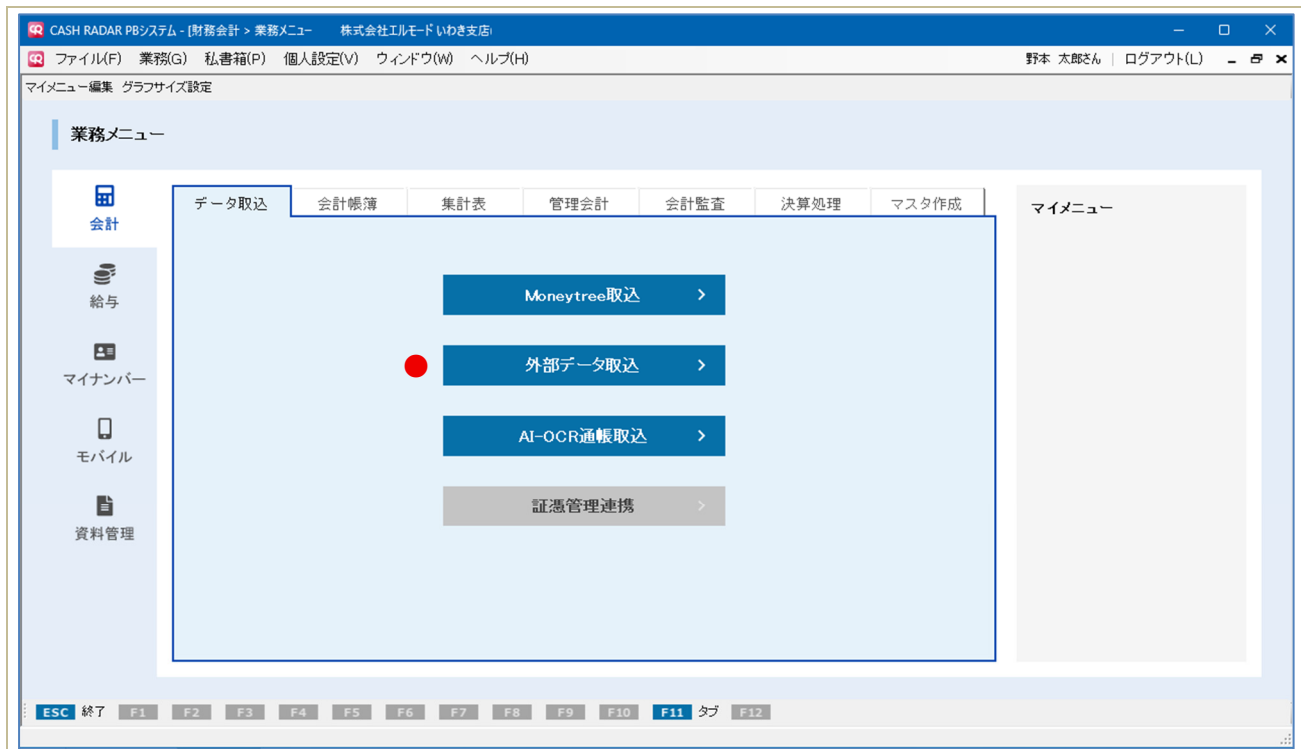 CASH RADAR PBシステム - [財務会計 > 業務メニュー 株式会社エルモード いわき支店]
ファイル(F) 業務(G) 私書箱(P) 個人設定(V) ウィンドウ(W) ヘルプ(H) 野本 太郎さん | ログアウト(L)
マイメニュー編集 グラフサイズ設定
業務メニュー
会計
給与
マイナンバー
モバイル
資料管理
データ取込 会計帳簿 集計表 管理会計 会計監査 決算処理 マスタ作成
Moneytree取込
外部データ取込
AI-OCR通帳取込
証憑管理連携
マイメニュー
ESC 終了 F1 F2 F3 F4 F5 F6 F7 F8 F9 F10 F11 タブ F12